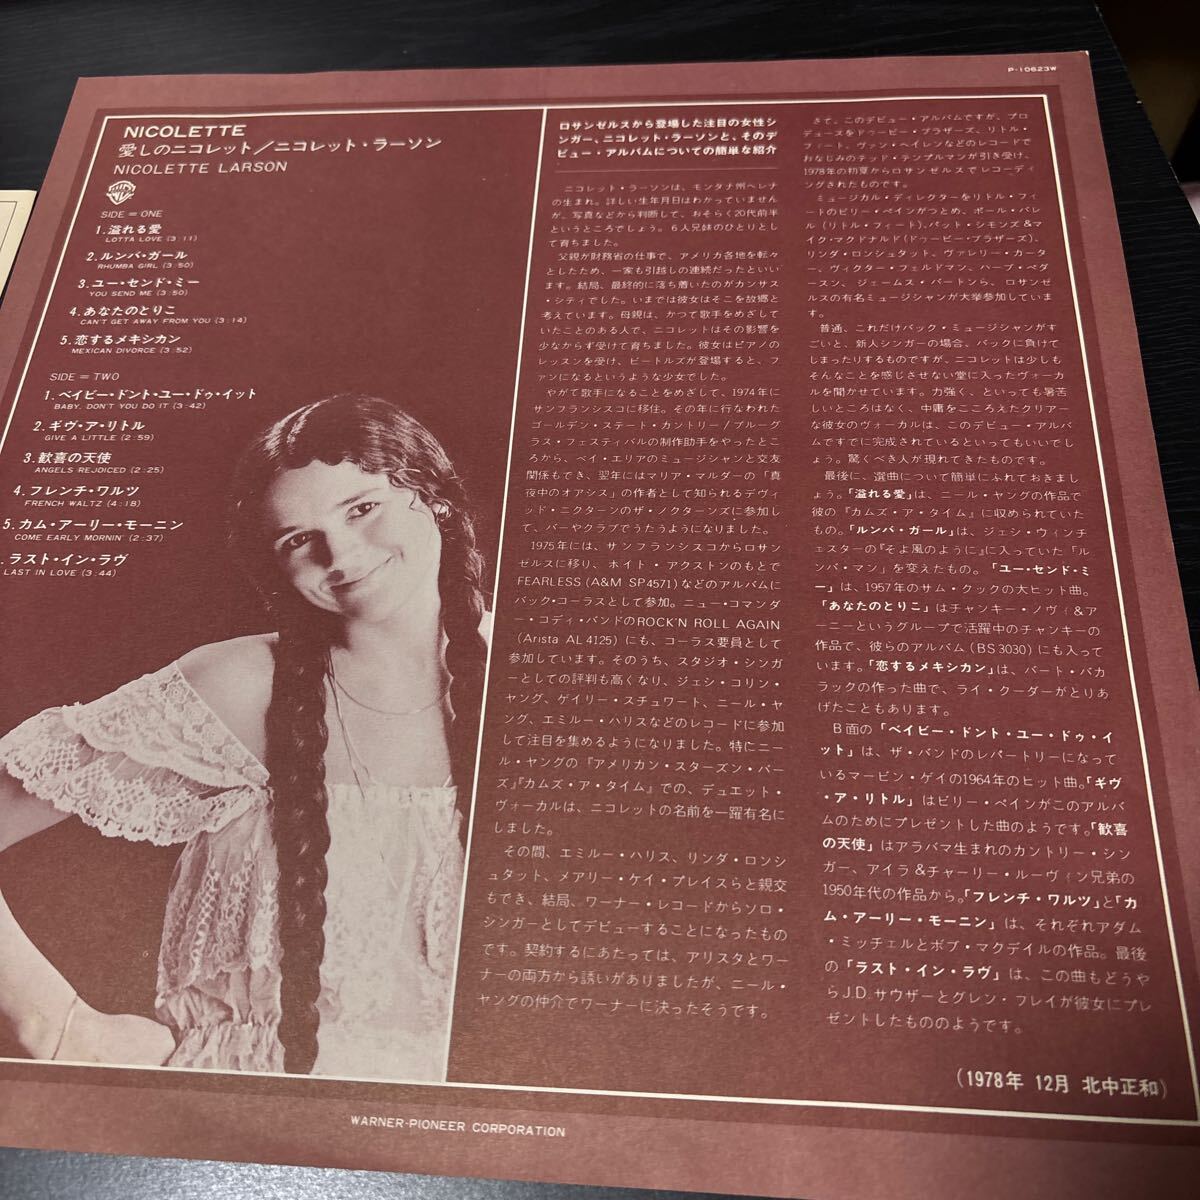 P-10623W
NICOLETTE
愛しのニコレット／ニコレット・ラーソン
NICOLETTE LARSON
SIDE = ONE
1. 溢れる愛
LOTTA LOVE (3:11)
2. ルンバ・ガール
RHUMBA GIRL (3:50)
3. ユー・センド・ミー
YOU SEND ME (3:50)
4. あなたのとりこ
CAN'T GET AWAY FROM YOU (3:14)
5. 恋するメキシカン
MEXICAN DIVORCE (3:52)
SIDE = TWO
1. ベイビー・ドント・ユー・ドゥ・イット
BABY, DON'T YOU DO IT (3:42)
2. ギヴ・ア・リトル
GIVE A LITTLE (2:59)
3. 歓喜の天使
ANGELS REJOICED (2:25)
4. フレンチ・ワルツ
FRENCH WALTZ (4:18)
5. カム・アーリー・モーニン
COME EARLY MORNIN' (2:37)
ラスト・イン・ラヴ
LAST IN LOVE (3:44)
ロサンゼルスから登場した注目の女性シ
ンガー、ニコレット・ラーソンと、そのデ
ビュー・アルバムについての簡単な紹介
ニコレット・ラーソンは、モンタナ州ヘレナ
の生まれ。詳しい生年月日はわかっていません
が、写真などから判断して、おそらく20代前半
というところでしょう。6人兄妹のひとりとし
て育ちました。
父親が財務省の仕事で、アメリカ各地を転々
としたため、一家も引越しの連続だったといい
ます。結局、最終的に落ち着いたのがカンサス
・シティでした。いまでは彼女はそこを故郷と
考えています。母親は、かつて歌手をめざして
いたことのある人で、ニコレットはその影響を
少なからず受けて育ちました。彼女はピアノの
レッスンを受け、ビートルズが登場すると、フ
ァンになるというような少女でした。
やがて歌手になることをめざして、1974年に
サンフランシスコに移住。その年に行なわれた
ゴールデン・ステート・カントリー／ブルーグ
ラス・フェスティバルの制作助手をやったとこ
ろから、ベイ・エリアのミュージシャンと交友
関係もでき、翌年にはマリア・マルダーの「真
夜中のオアシス」の作者として知られるデヴィ
ッド・ニクターンのザ・ノクターンズに参加し
て、バーやクラブでうたうようになりました。
1975年には、サンフランシスコからロサン
ゼルスに移り、ホイト・アクストンのもとで
FEARLESS (A&M SP4571) などのアルバムに
バック・コーラスとして参加。ニュー・コマンダ
ー・コディ・バンドのROCK'N ROLL AGAIN
(Arista AL4125) にも、コーラス要員として
参加しています。そのうち、スタジオ・シンガ
ーとしての評判も高くなり、ジェシ・コリン・
ヤング、ゲイリー・スチュワート、ニール・ヤ
ング、エミルー・ハリスなどのレコードに参加
して注目を集めるようになりました。特にニー
ル・ヤングの『アメリカン・スターズン・バー
ズ』『カムズ・ア・タイム』での、デュエット・
ヴォーカルは、ニコレットの名前を一躍有名に
しました。
その間、エミルー・ハリス、リンダ・ロンシ
ュタット、メアリー・ケイ・プレイスらと親交
もでき、結局、ワーナー・レコードからソロ・
シンガーとしてデビューすることになったもの
です。契約するにあたっては、アリスタとワー
ナーの両方から誘いがありましたが、ニール・
ヤングの仲介でワーナーに決ったそうです。
さて、このデビュー・アルバムですが、プロ
デュースをドゥービー・ブラザーズ、リトル・
フィート、ヴァン・ヘイレンなどのレコードで
おなじみのテッド・テンプルマンが引き受け、
1978年の初夏からロサンゼルスでレコーディ
ングされたものです。
ミュージカル・ディレクターをリトル・フィ
ートのビリー・ペインがつとめ、ポール・バレ
ル (リトル・フィート)、パット・シモンズ＆マ
イク・マクドナルド(ドゥービー・ブラザーズ)、
リンダ・ロンシュタット、ヴァレリー・カータ
ー、ヴィクター・フェルドマン、ハーブ・ペダ
ースン、ジェームス・バートンら、ロサンゼ
ルスの有名ミュージシャンが大挙参加していま
す。
普通、これだけバック・ミュージシャンがす
ごいと、新人シンガーの場合、バックに負けて
しまったりするものですが、ニコレットは少しも
そんなことを感じさせない堂に入ったヴォーカ
ルを聞かせています。力強く、といっても暑苦
しいところはなく、中庸をこころえたクリアー
な彼女のヴォーカルは、このデビュー・アルバ
ムですでに完成されているといってもいいでし
ょう。驚くべき人が現れてきたものです。
最後に、選曲について簡単にふれておきまし
ょう。「溢れる愛」は、ニール・ヤングの作品で
彼の『カムズ・ア・タイム』に収められていた
もの。「ルンバ・ガール」は、ジェシ・ウィンチ
ェスターの『そよ風のように』に入っていた「ル
ンバ・マン」を変えたもの。「ユー・センド・ミ
ー」は、1957年のサム・クックの大ヒット曲。
「あなたのとりこ」はチャンキー・ノヴィ＆ア
ーニーというグループで活躍中のチャンキーの
作品で、彼らのアルバム (BS3030) にも入って
います。「恋するメキシカン」は、バート・バカ
ラックの作った曲で、ライ・クーダーがとりあ
げたこともあります。
B面の「ベイビー・ドント・ユー・ドゥ・イ
ット」は、ザ・バンドのレパートリーになって
いるマービン・ゲイの1964年のヒット曲。「ギヴ
・ア・リトル」はビリー・ペインがこのアルバ
ムのためにプレゼントした曲のようです。「歓喜
の天使」はアラバマ生まれのカントリー・シン
ガー、アイラ＆チャーリー・ルーヴィン兄弟の
1950年代の作品から。「フレンチ・ワルツ」と「カ
ム・アーリー・モーニン」は、それぞれアダム
・ミッチェルとボブ・マクデイルの作品。最後
の「ラスト・イン・ラヴ」は、この曲もどうや
らJ.D.サウザーとグレン・フレイが彼女にプレ
ゼントしたもののようです。
(1978年 12月 北中正和)
WARNER-PIONEER CORPORATION